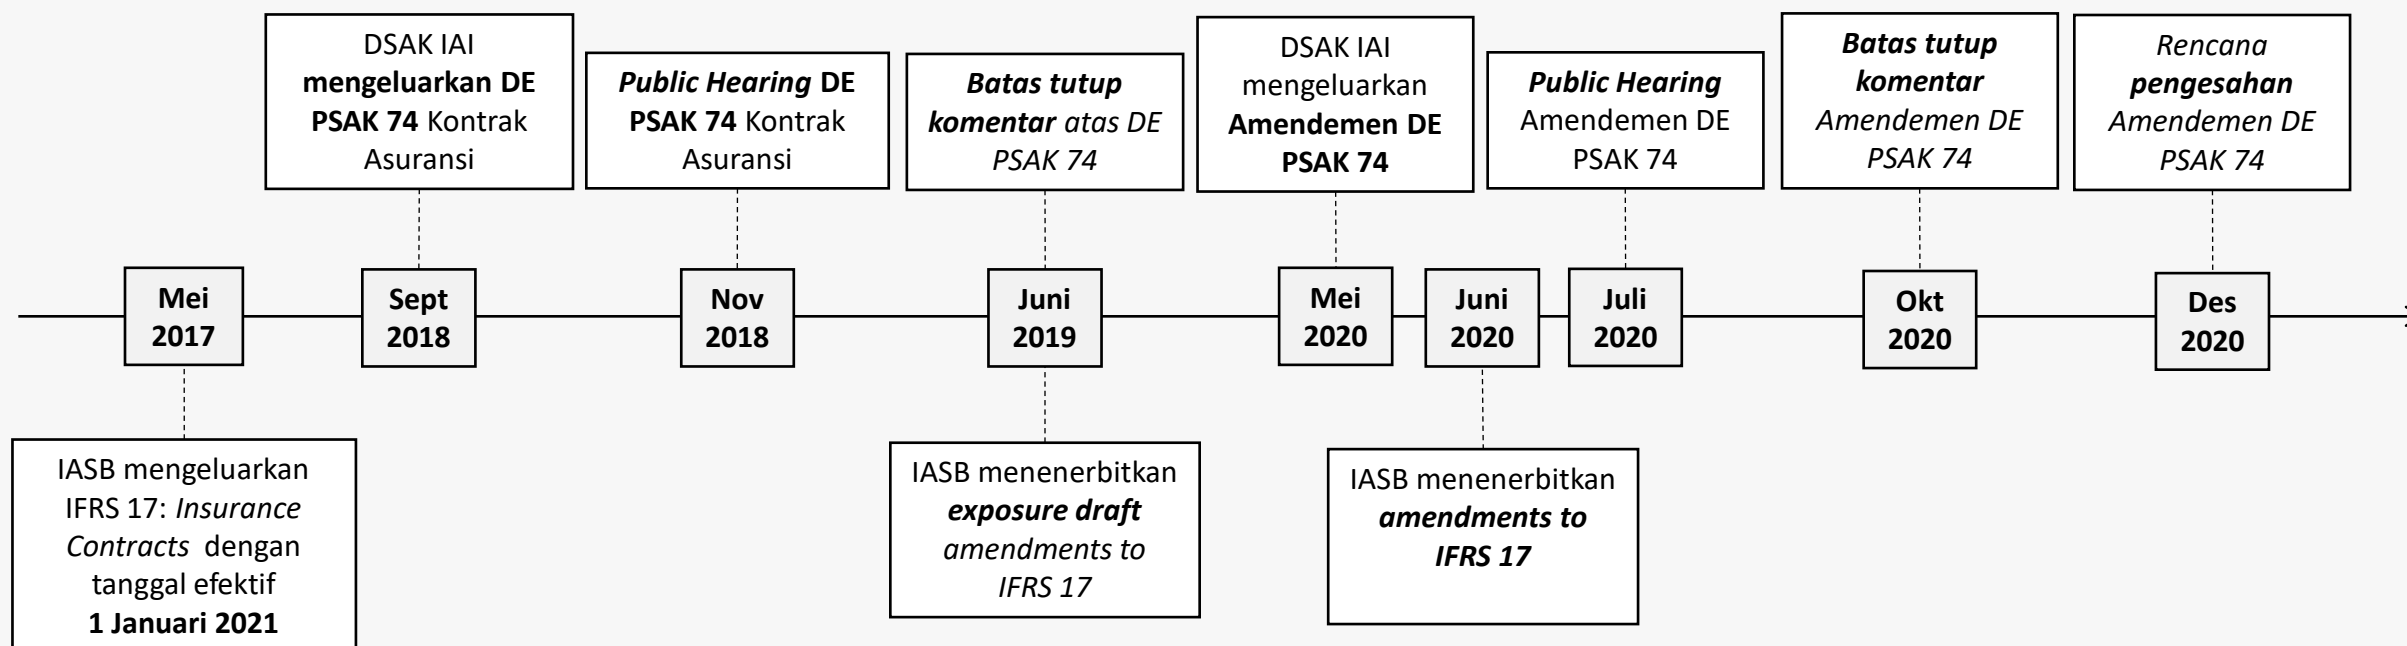 DSAK IAI
mengeluarkan DE
PSAK 74 Kontrak
Asuransi
Public Hearing DE
PSAK 74 Kontrak
Asuransi
Batas tutup
komentar atas DE
PSAK 74
DSAK IAI
mengeluarkan
Amendemen DE
PSAK 74
Public Hearing
Amendemen DE
PSAK 74
Batas tutup
komentar
Amendemen DE
PSAK 74
Rencana
pengesahan
Amendemen DE
PSAK 74
Mei
2017
Sept
2018
Nov
2018
Juni
2019
Mei
2020
Juni
2020
Juli
2020
Okt
2020
Des
2020
IASB mengeluarkan
IFRS 17: Insurance
Contracts dengan
tanggal efektif
1 Januari 2021
IASB menenerbitkan
exposure draft
amendments to
IFRS 17
IASB menenerbitkan
amendments to
IFRS 17